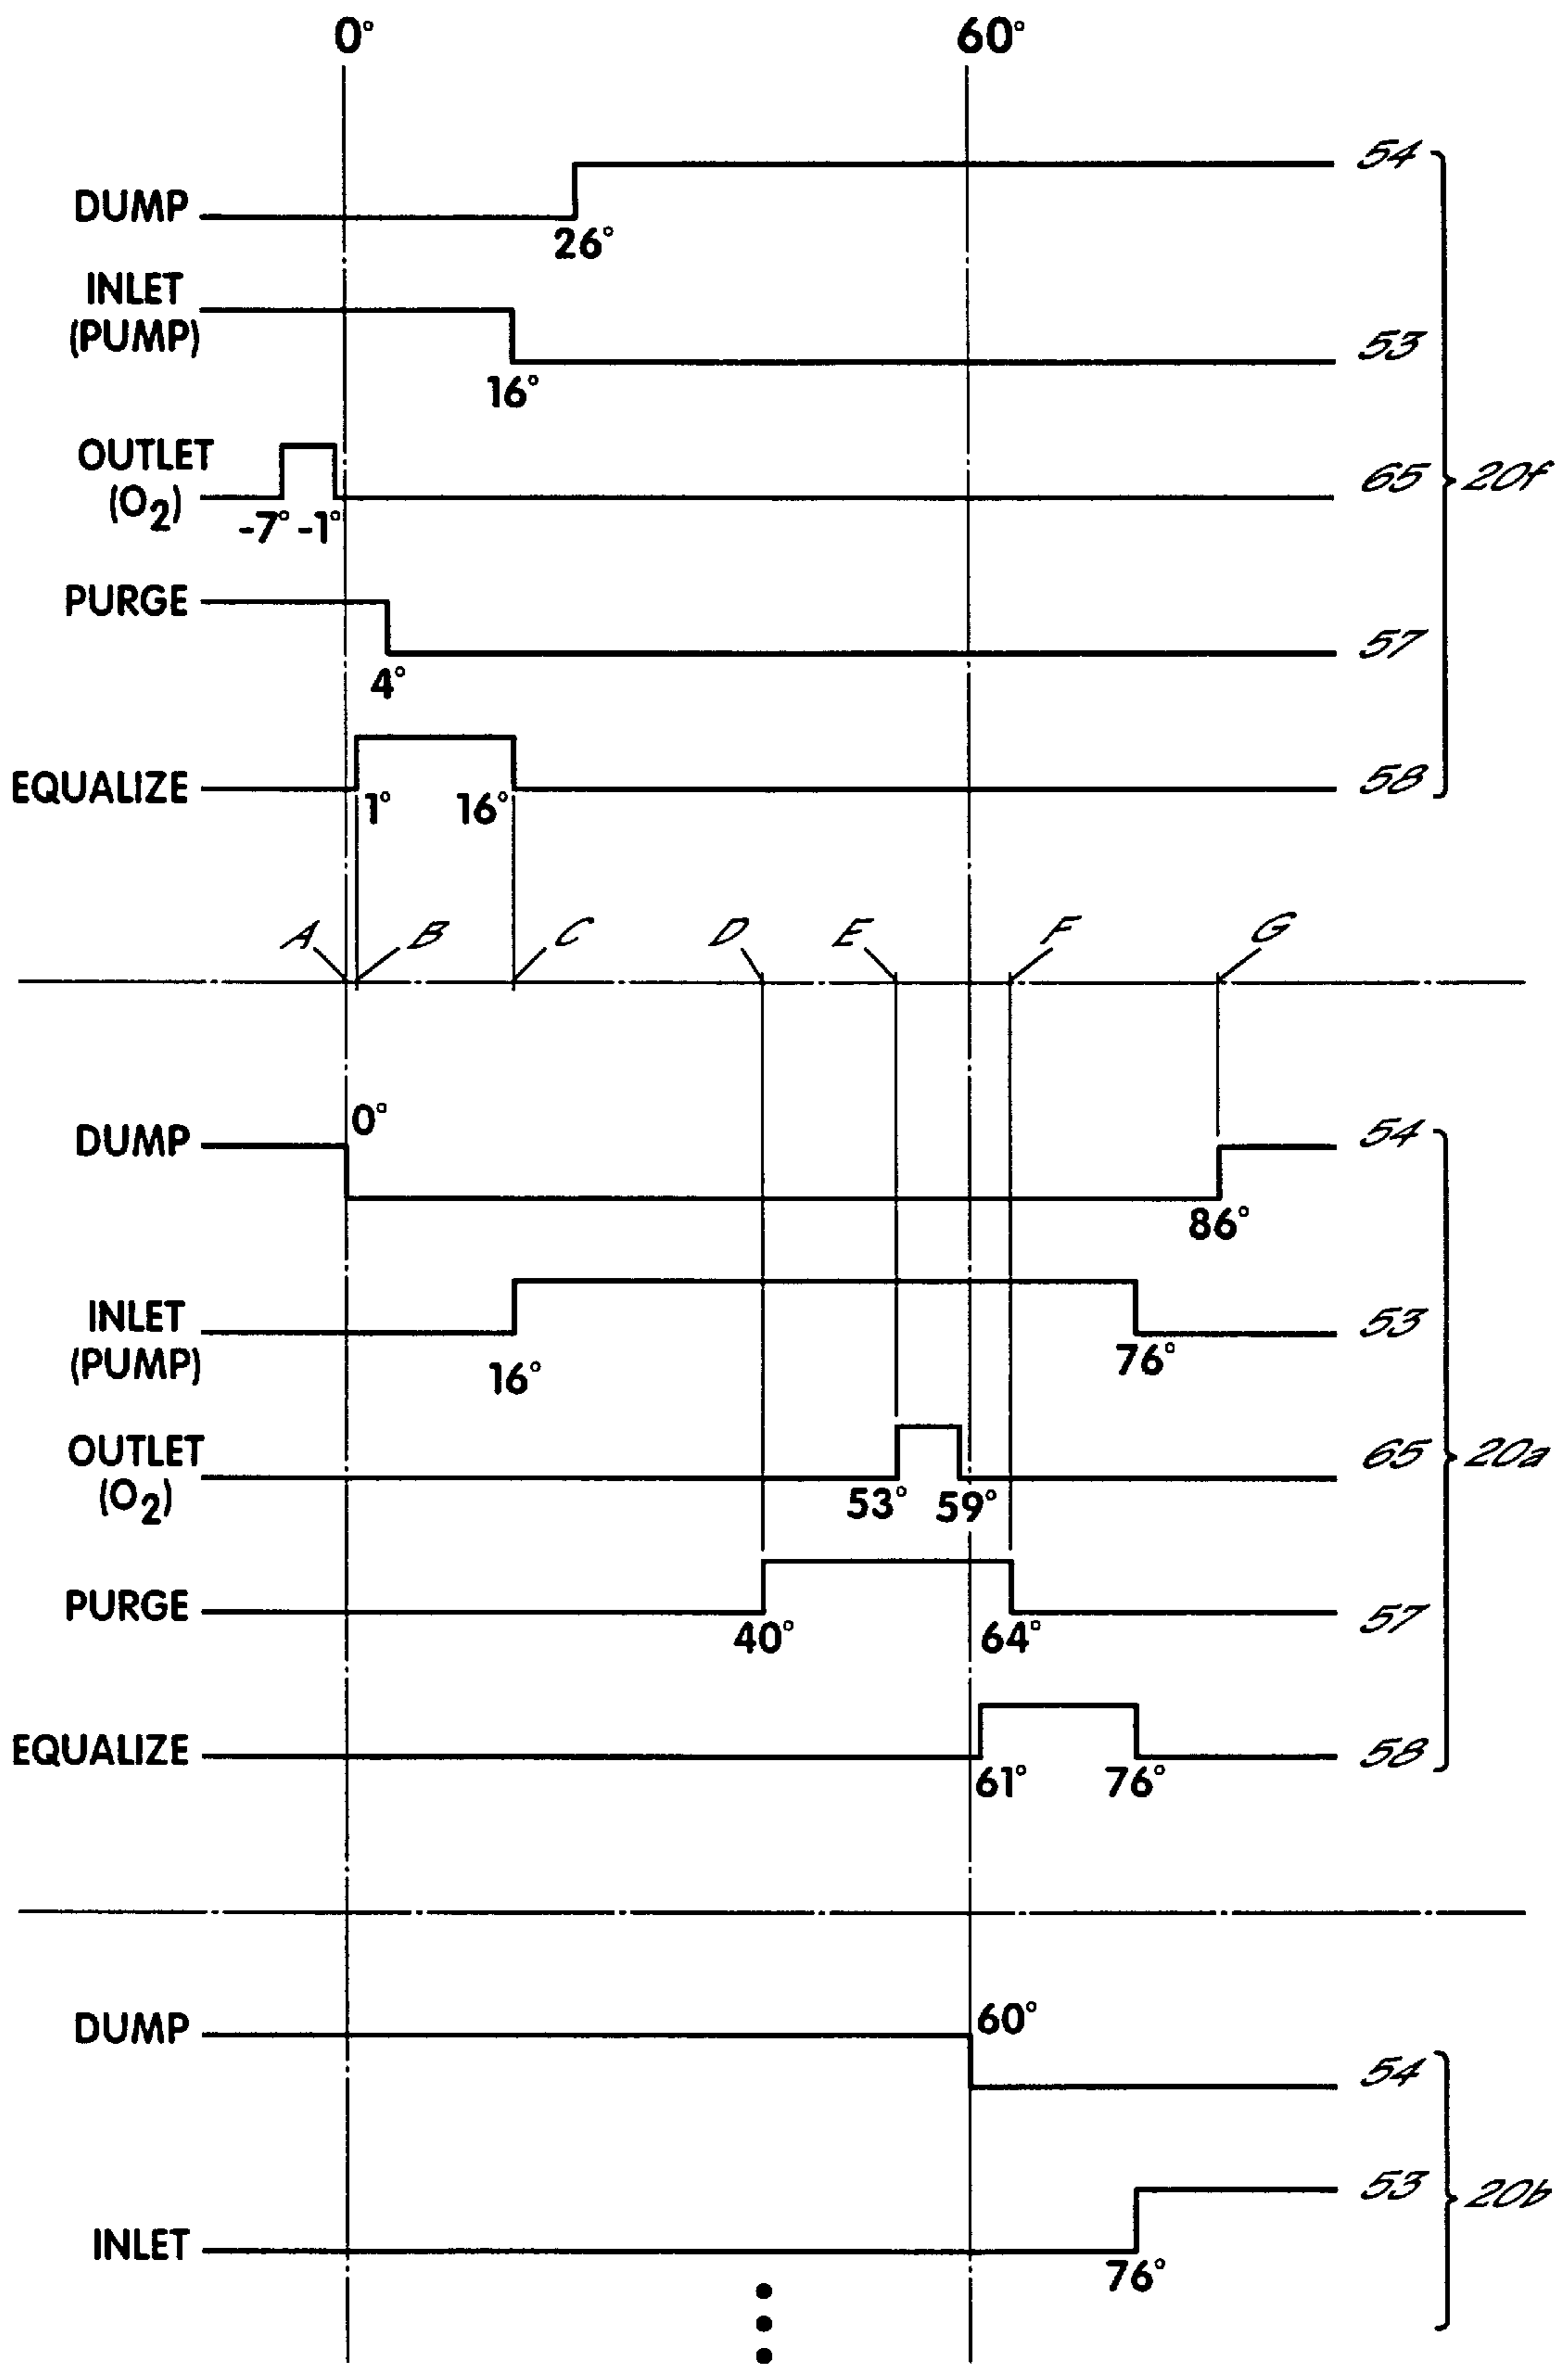 0° 60°
DUMP 26° 54
INLET
(PUMP) 16° 53
OUTLET
(O2) -7° -1° 65 20f
PURGE 4° 57
EQUALIZE 1° 16° 58
A B C D E F G
DUMP 0° 86° 54
INLET
(PUMP) 16° 76° 53
OUTLET
(O2) 53° 59° 65 20a
PURGE 40° 64° 57
EQUALIZE 61° 76° 58
DUMP 60° 54
INLET 76° 53 20b